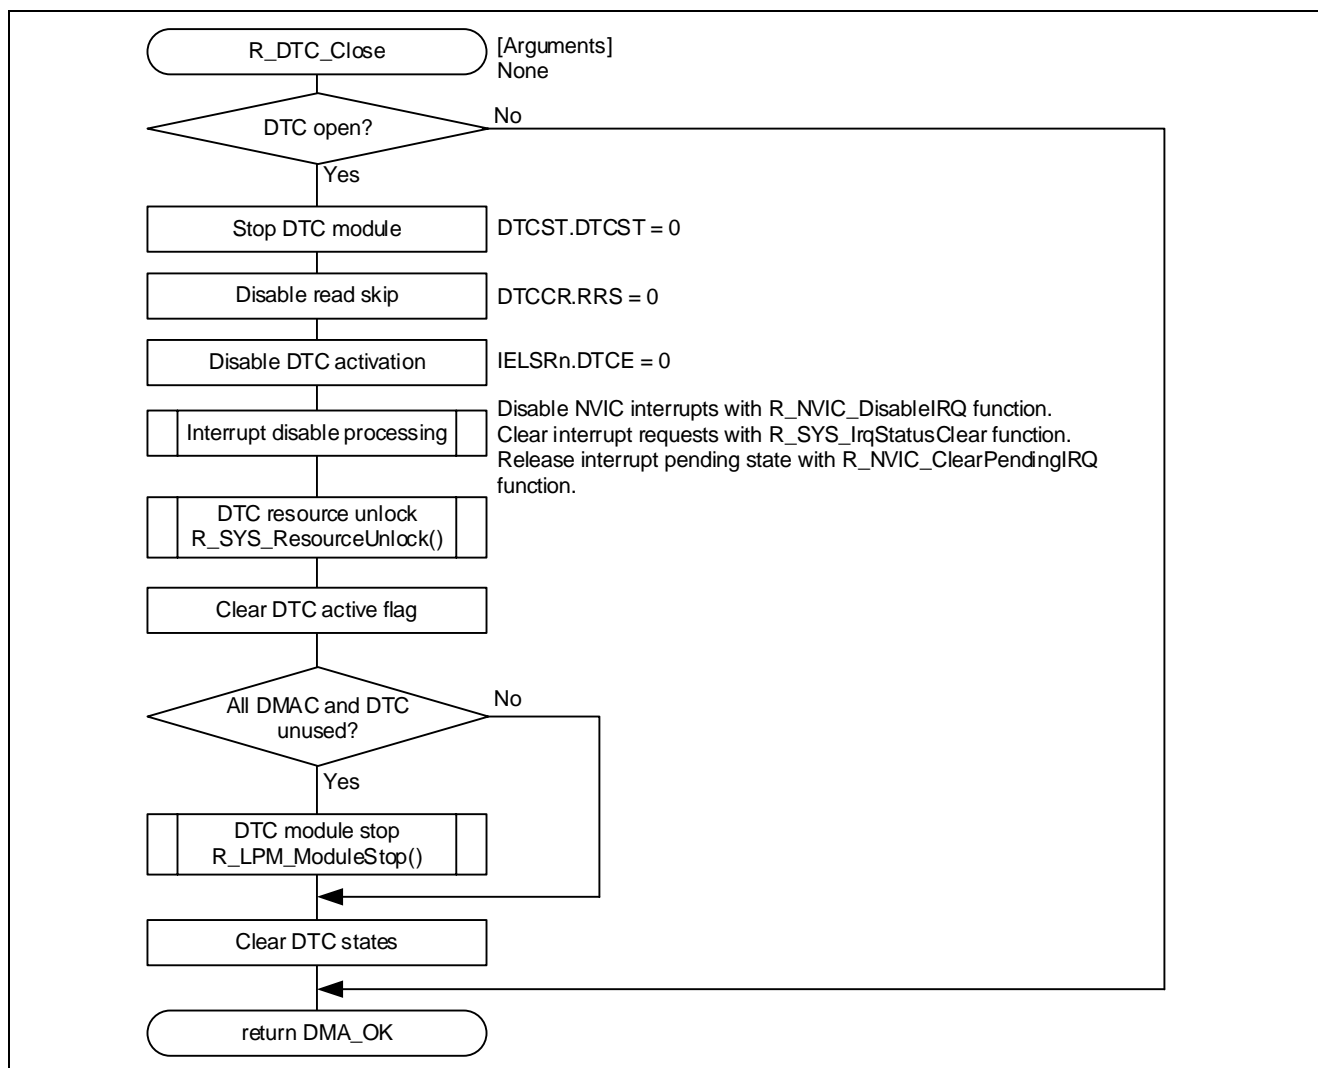 R_DTC_Close
[Arguments]
None
DTC open?
No
Yes
Stop DTC module
DTCST.DTCST = 0
Disable read skip
DTCCR.RRS = 0
Disable DTC activation
IELSRn.DTCE = 0
Interrupt disable processing
Disable NVIC interrupts with R_NVIC_DisableIRQ function.
Clear interrupt requests with R_SYS_IrqStatusClear function.
Release interrupt pending state with R_NVIC_ClearPendingIRQ
function.
DTC resource unlock
R_SYS_ResourceUnlock()
Clear DTC active flag
All DMAC and DTC
unused?
No
Yes
DTC module stop
R_LPM_ModuleStop()
Clear DTC states
return DMA_OK